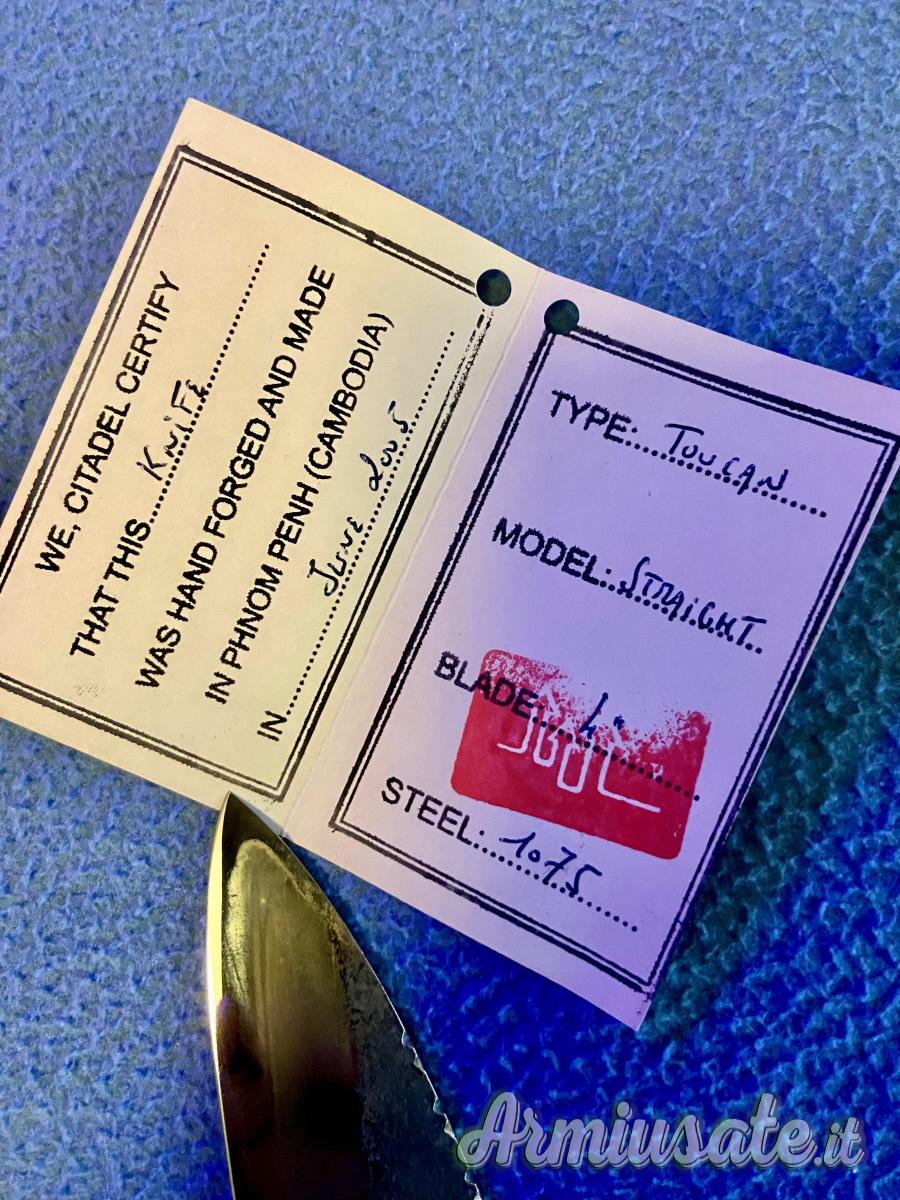 WE, CITADEL CERTIFY
THAT THIS...KNiFE...
WAS HAND FORGED AND MADE
IN PHNOM PENH (CAMBODIA)
IN...JUNE 2005...
TYPE:...TOUCAN...
MODEL:...STRAiGHT...
BLADE:...4"...
STEEL:...1075...
Armiusate.it